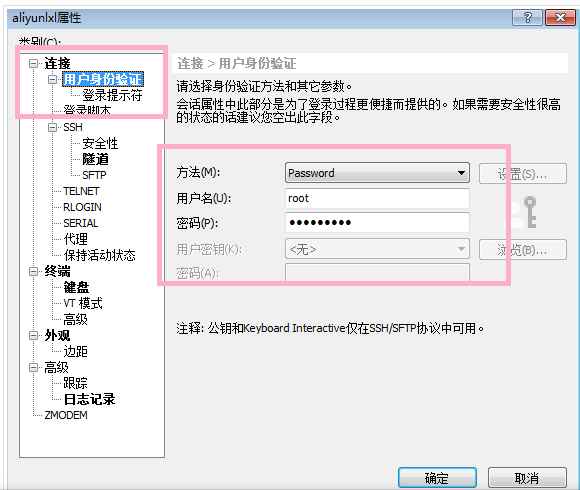 aliyunlxl属性
类别(C):
连接
用户身份验证
登录提示符
登录脚本
SSH
安全性
隧道
SFTP
TELNET
RLOGIN
SERIAL
代理
保持活动状态
终端
键盘
VT 模式
高级
外观
边距
高级
跟踪
日志记录
ZMODEM
连接 > 用户身份验证
请选择身份验证方法和其它参数。
会话属性中此部分是为了登录过程更便捷而提供的。如果需要安全性很高
的状态的话建议您空出此字段。
方法(M):
Password
设置(S)...
用户名(U):
root
密码(P):
●●●●●●●●●
用户密钥(K):
<无>
浏览(B)...
密码(A):
注释: 公钥和Keyboard Interactive仅在SSH/SFTP协议中可用。
确定
取消